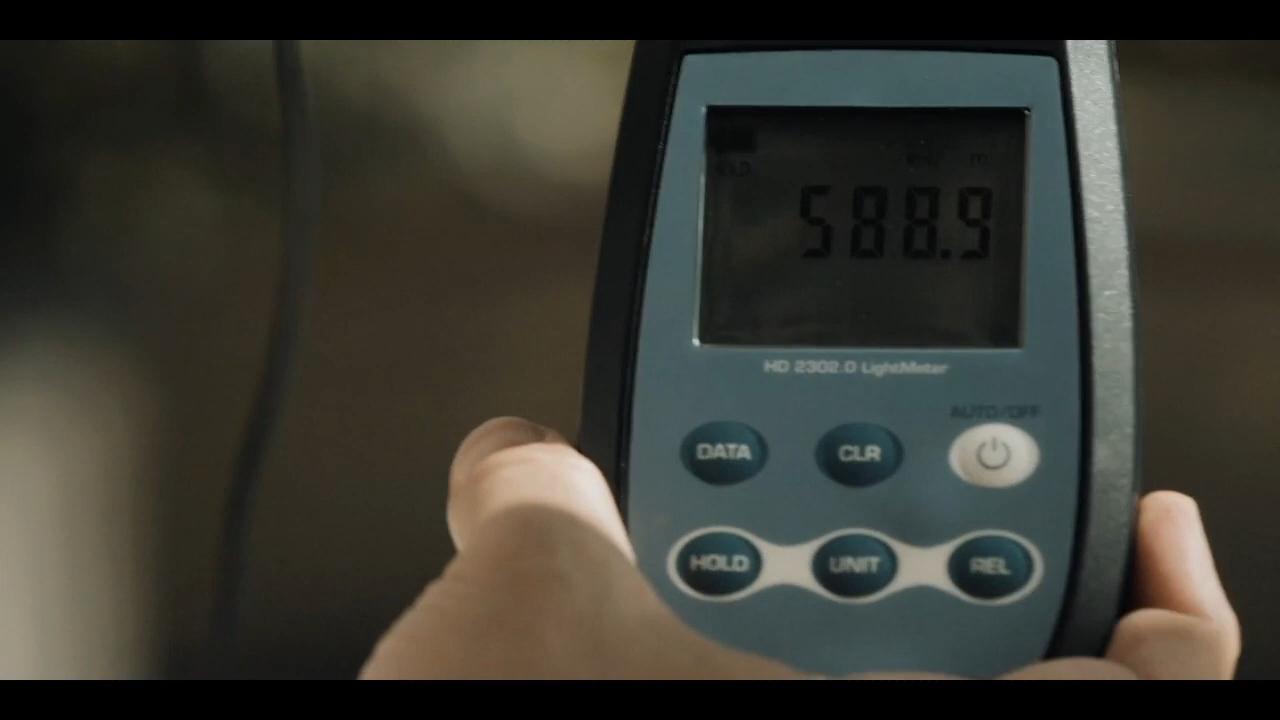 588.9
HD 2302.0 LightMeter
AUTO/OFF
DATA CLR
HOLD UNIT REL